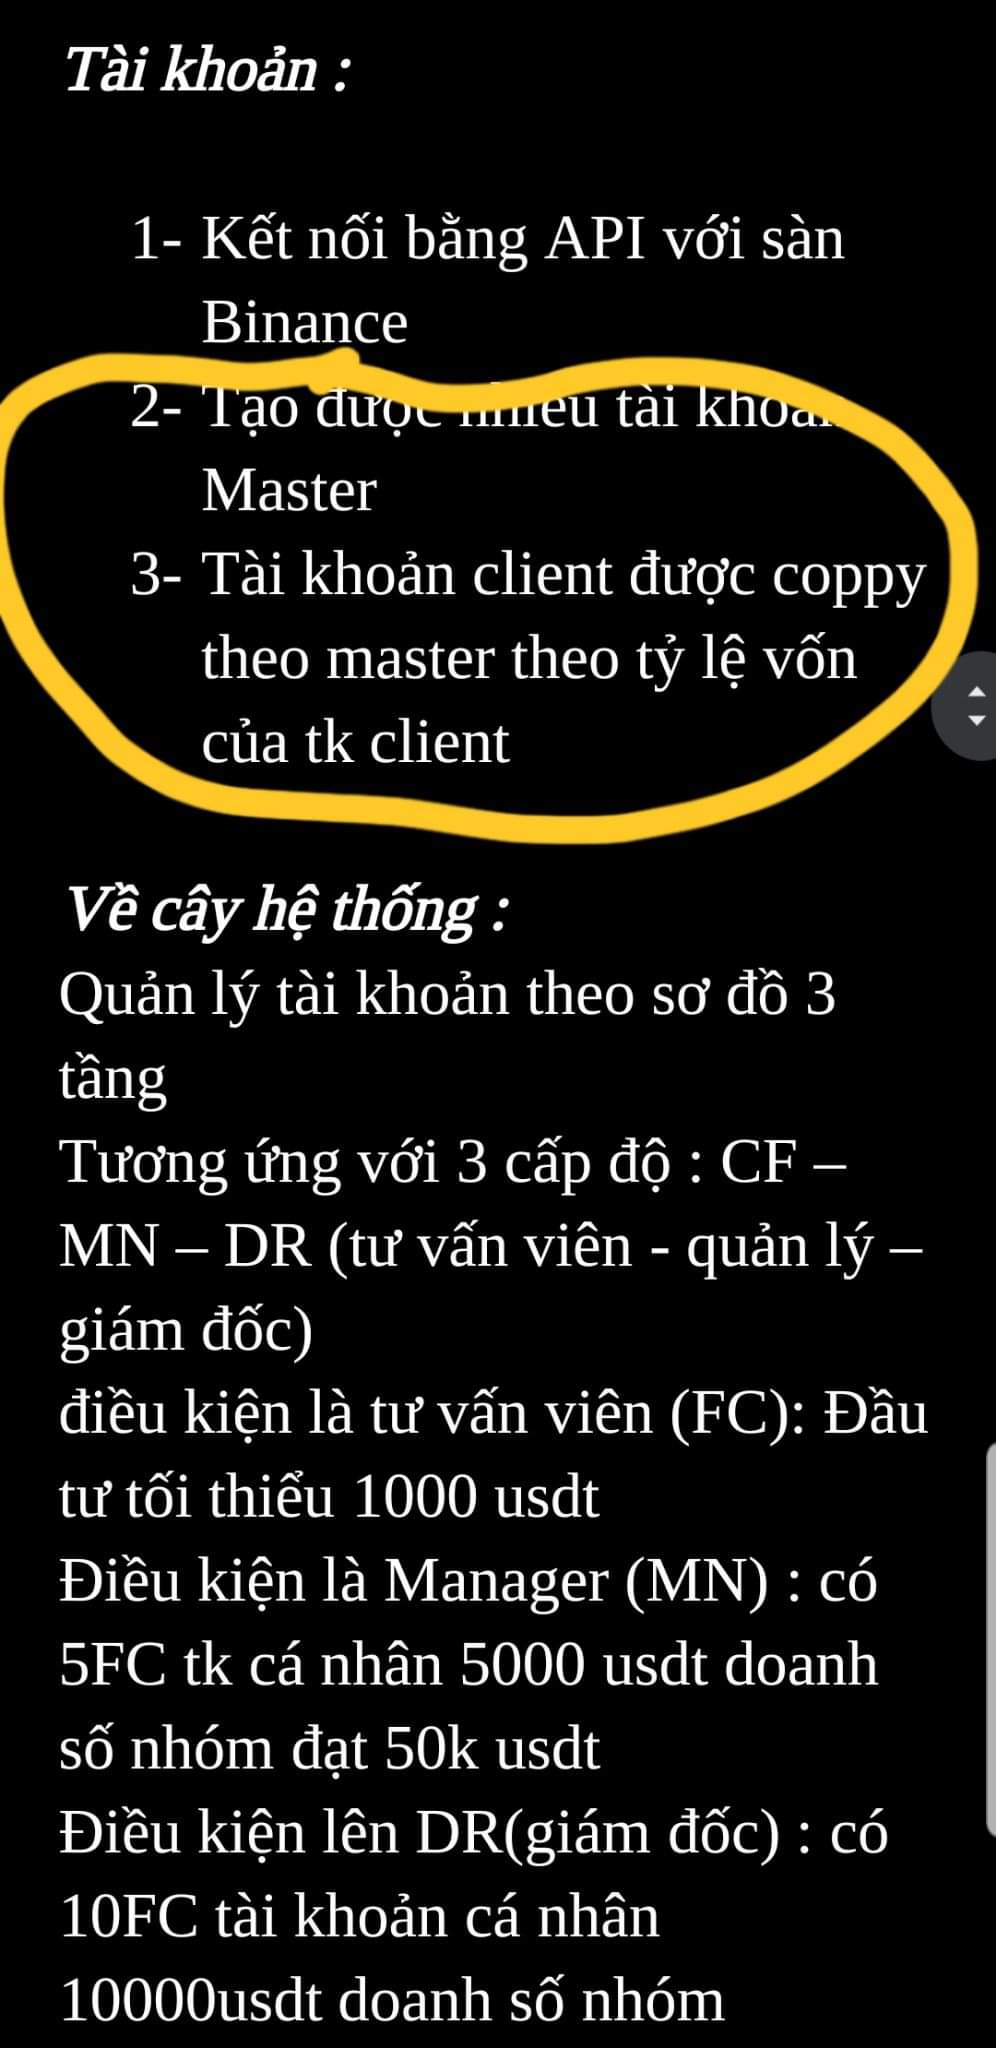 Tài khoản :
1- Kết nối bằng API với sàn
Binance
2- Tạo được nhiều tài khoản
Master
3- Tài khoản client được coppy
theo master theo tỷ lệ vốn
của tk client
Về cây hệ thống :
Quản lý tài khoản theo sơ đồ 3
tầng
Tương ứng với 3 cấp độ : CF –
MN – DR (tư vấn viên - quản lý –
giám đốc)
điều kiện là tư vấn viên (FC): Đầu
tư tối thiểu 1000 usdt
Điều kiện là Manager (MN) : có
5FC tk cá nhân 5000 usdt doanh
số nhóm đạt 50k usdt
Điều kiện lên DR(giám đốc) : có
10FC tài khoản cá nhân
10000usdt doanh số nhóm